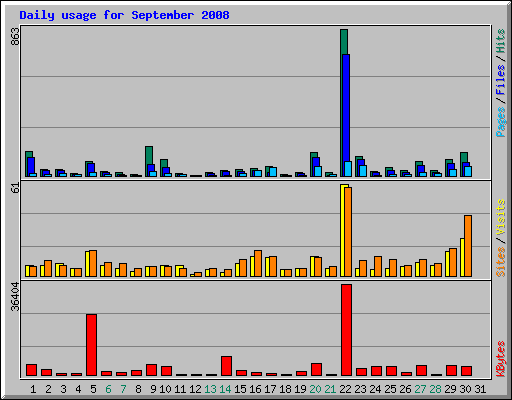 Daily usage for September 2008
863
Pages / Files / Hits
61
Sites / Visits
36404
KBytes
1 2 3 4 5 6 7 8 9 10 11 12 13 14 15 16 17 18 19 20 21 22 23 24 25 26 27 28 29 30 31